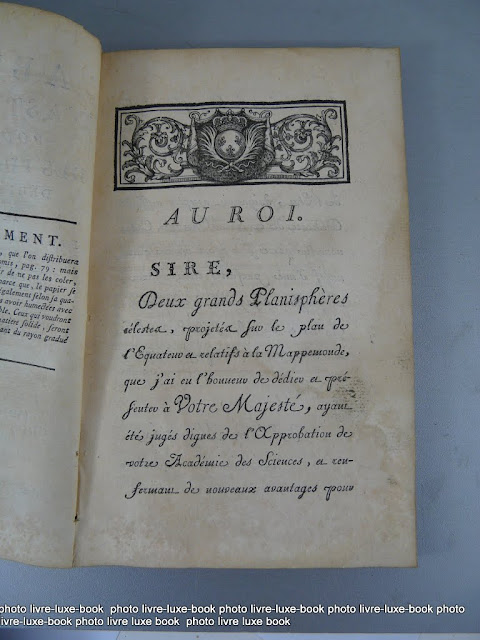 MENT.
, que l'on distribuera
omis, pag. 79 : mais
ir de ne pas les coler,
parce que, le papier se
également selon sa qua-
s avoir humectées avec
ble. Ceux qui voudront
matière solide, seront
ant du rayon gradué
AU ROI.
SIRE,
Deux grands Planisphères
célestes, projetés sur le plan de
l'Equateur et relatifs à la Mappemonde,
que j'ai eu l'honneur de dédier et pré-
senter à Votre Majesté, ayant
été jugés dignes de l'Approbation de
votre Académie des Sciences, et ren-
fermant de nouveaux avantages pour
photo livre-luxe-book photo livre-luxe-book photo livre-luxe-book photo livre-luxe-book photo
livre-luxe-book photo livre luxe book photo livre luxe book